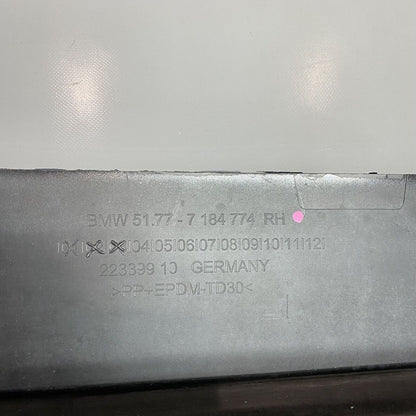 BMW 51.77 - 7 184 774 RH
|04|05|06|07|08|09|10|11|12|
223399 10 GERMANY
>PP+EPDM-TD30<